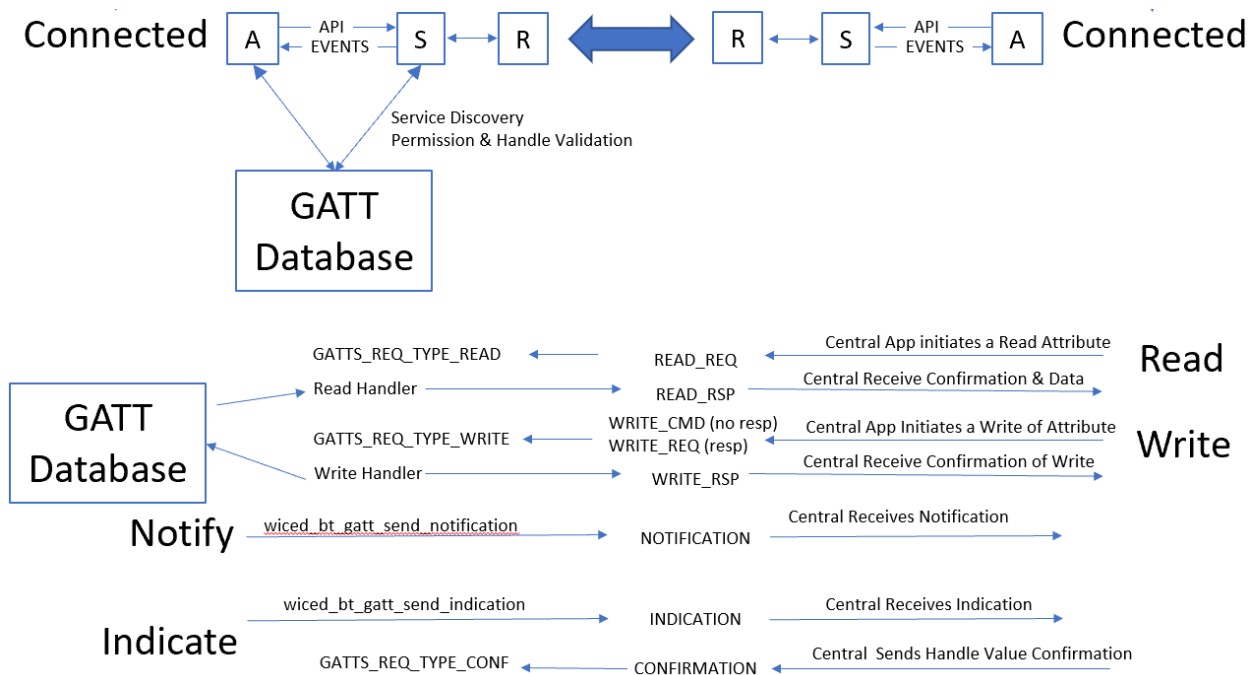 Connected
A
API
EVENTS
S
R
R
S
API
EVENTS
A
Connected
Service Discovery
Permission & Handle Validation
GATT
Database
GATTS_REQ_TYPE_READ
READ_REQ
Central App initiates a Read Attribute
Read
Read Handler
READ_RSP
Central Receive Confirmation & Data
GATT
Database
GATTS_REQ_TYPE_WRITE
WRITE_CMD (no resp)
WRITE_REQ (resp)
Central App Initiates a Write of Attribute
Write
Write Handler
WRITE_RSP
Central Receive Confirmation of Write
Notify
wiced_bt_gatt_send_notification
NOTIFICATION
Central Receives Notification
Indicate
wiced_bt_gatt_send_indication
INDICATION
Central Receives Indication
GATTS_REQ_TYPE_CONF
CONFIRMATION
Central Sends Handle Value Confirmation